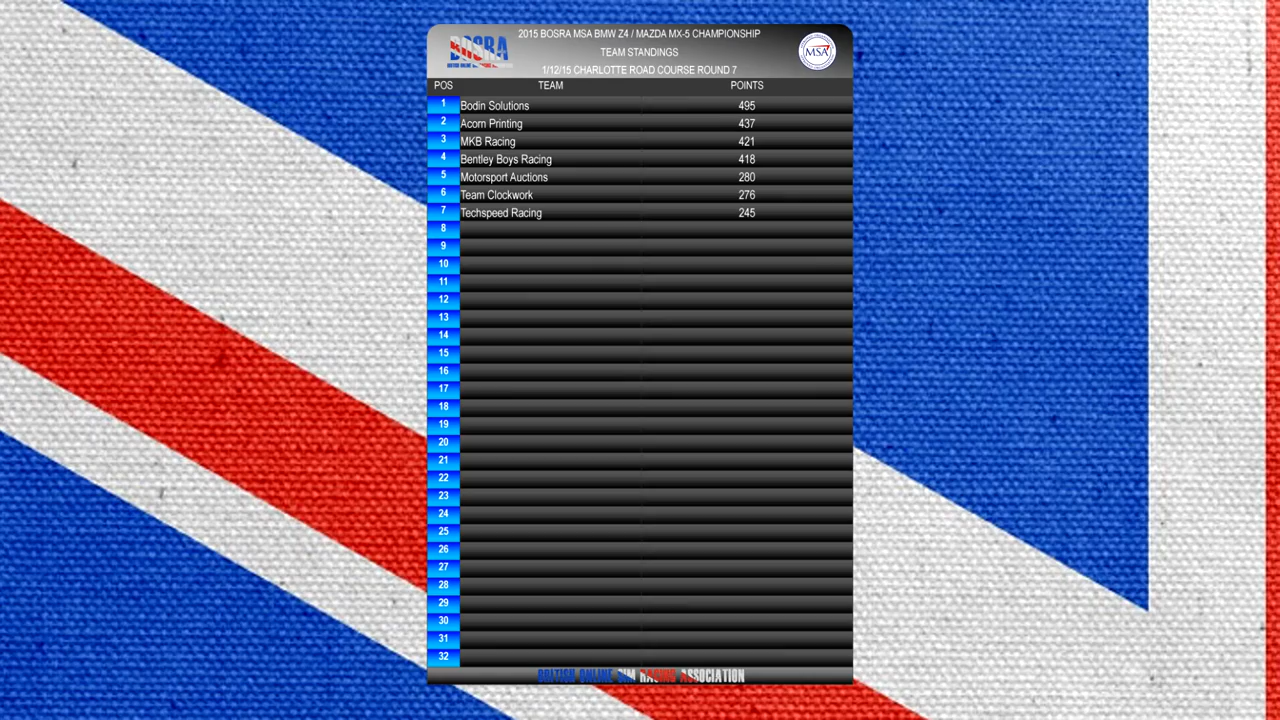 BOSRA
2015 BOSRA MSA BMW Z4 / MAZDA MX-5 CHAMPIONSHIP
TEAM STANDINGS
1/12/15 CHARLOTTE ROAD COURSE ROUND 7
MSA
POS TEAM POINTS
1 Bodin Solutions 495
2 Acorn Printing 437
3 MKB Racing 421
4 Bentley Boys Racing 418
5 Motorsport Auctions 280
6 Team Clockwork 276
7 Techspeed Racing 245
8
9
10
11
12
13
14
15
16
17
18
19
20
21
22
23
24
25
26
27
28
29
30
31
32
BRITISH ONLINE SIM RACING ASSOCIATION